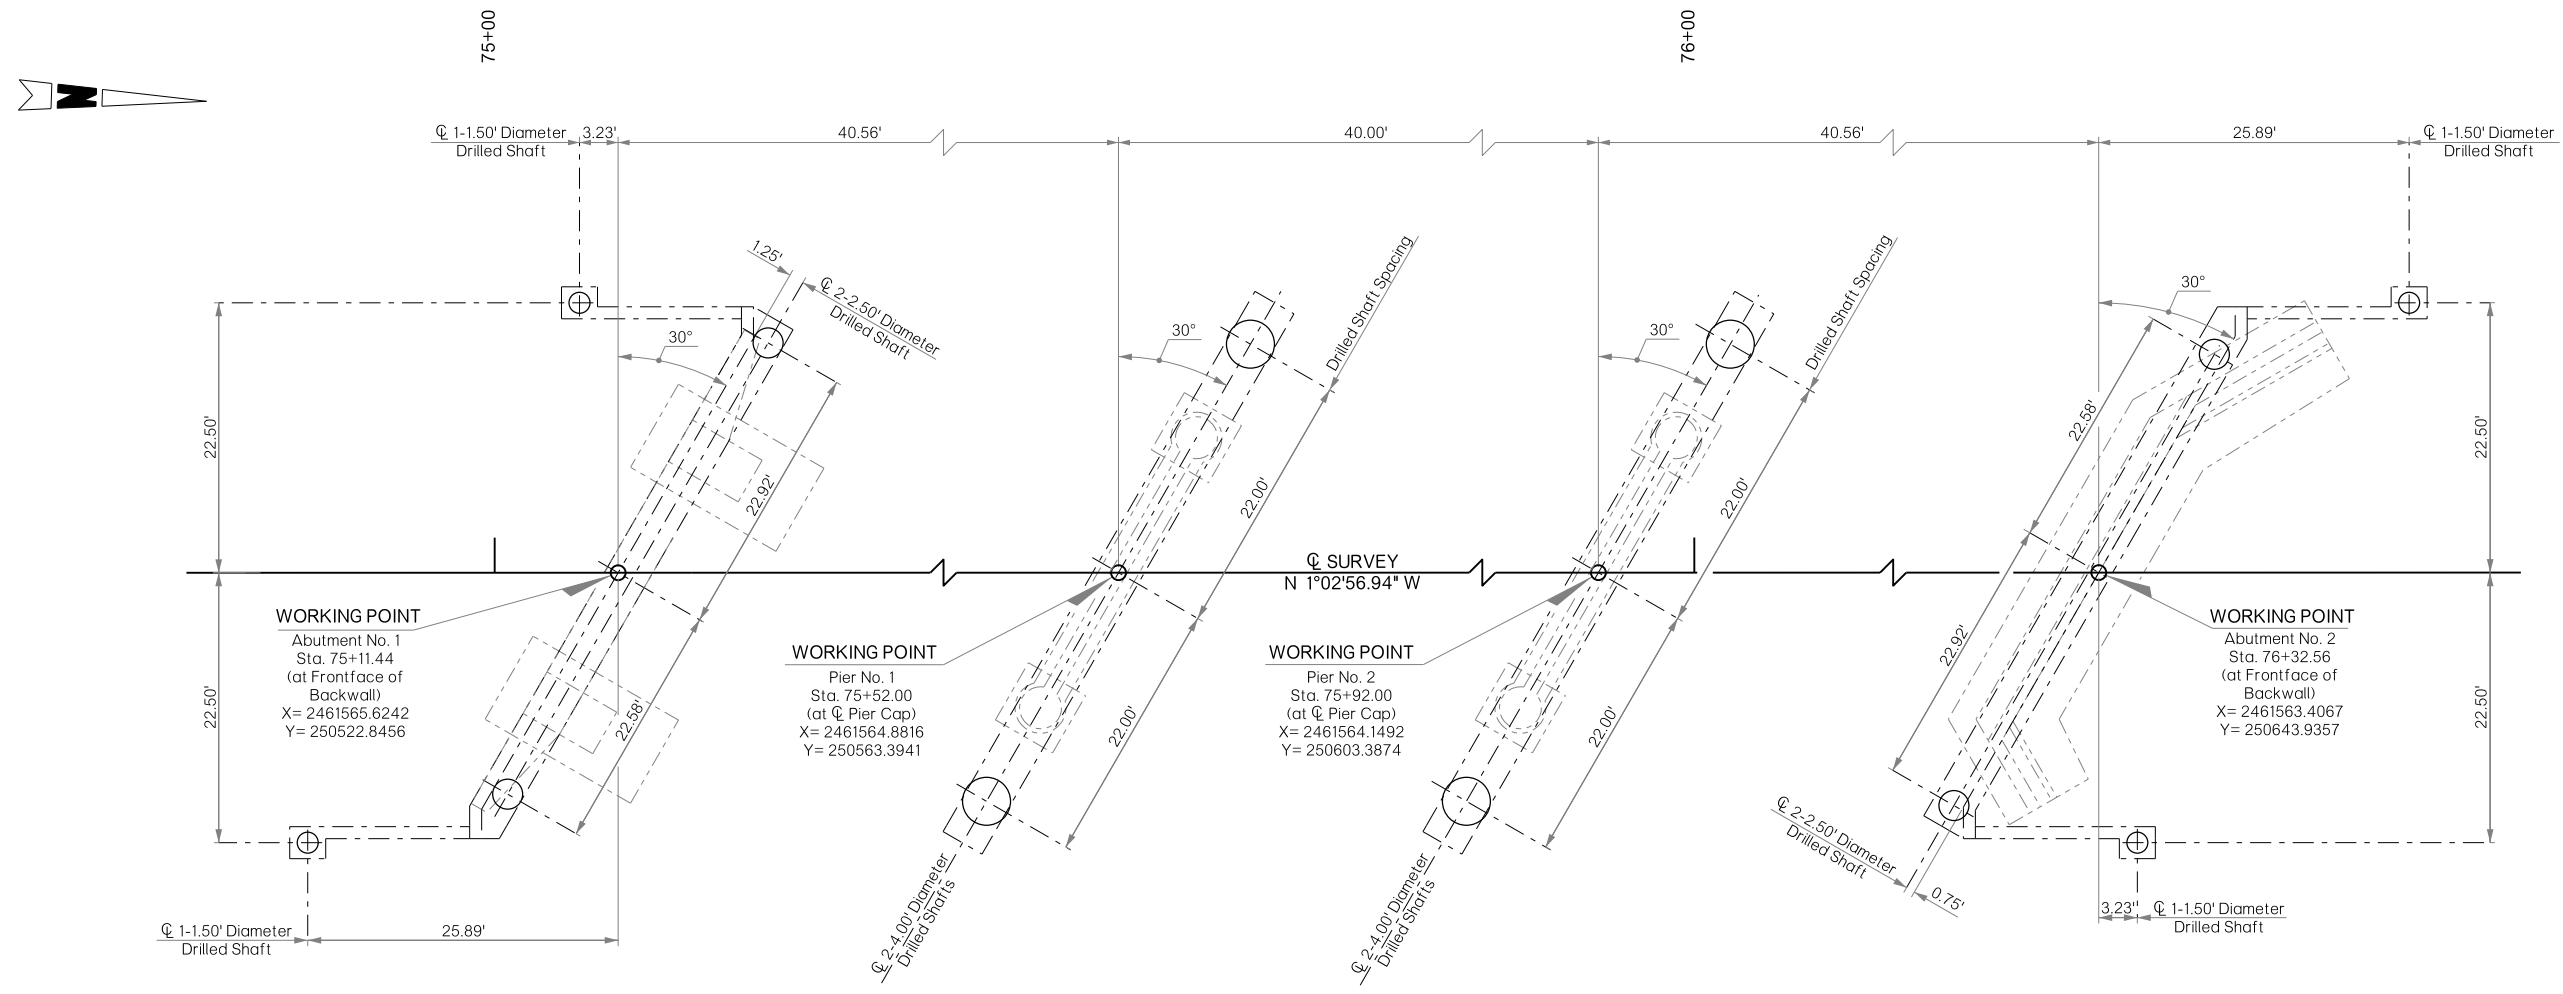 75+00
76+00
N
℄ 1-1.50' Diameter
Drilled Shaft
3.23'
40.56'
40.00'
40.56'
25.89'
℄ 1-1.50' Diameter
Drilled Shaft
1.25'
℄ 2-2.50' Diameter
Drilled Shaft
30°
30°
Drilled Shaft Spacing
30°
Drilled Shaft Spacing
30°
22.50'
22.92'
22.00'
22.00'
22.58'
22.50'
℄ SURVEY
N 1°02'56.94" W
WORKING POINT
Abutment No. 1
Sta. 75+11.44
(at Frontface of
Backwall)
X= 2461565.6242
Y= 250522.8456
WORKING POINT
Pier No. 1
Sta. 75+52.00
(at ℄ Pier Cap)
X= 2461564.8816
Y= 250563.3941
WORKING POINT
Pier No. 2
Sta. 75+92.00
(at ℄ Pier Cap)
X= 2461564.1492
Y= 250603.3874
WORKING POINT
Abutment No. 2
Sta. 76+32.56
(at Frontface of
Backwall)
X= 2461563.4067
Y= 250643.9357
22.50'
22.58'
22.00'
22.00'
22.92'
22.50'
℄ 2-4.00' Diameter
Drilled Shafts
℄ 2-4.00' Diameter
Drilled Shafts
℄ 2-2.50' Diameter
Drilled Shaft
0.75'
℄ 1-1.50' Diameter
Drilled Shaft
25.89'
3.23'
℄ 1-1.50' Diameter
Drilled Shaft